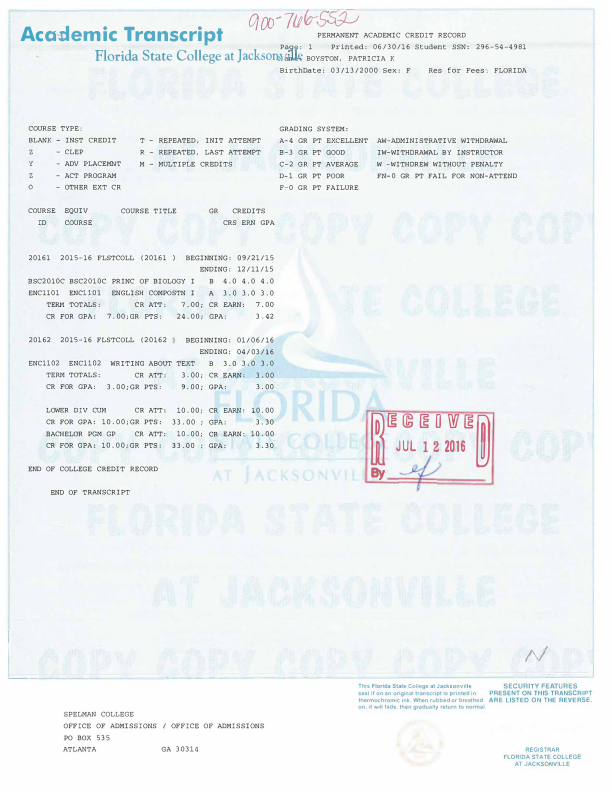 900-746-552
Academic Transcript
Florida State College at Jacksonville
PERMANENT ACADEMIC CREDIT RECORD
Page: 1 Printed: 06/30/16 Student SSN: 296-54-4981
BOYSTON, PATRICIA K
BirthDate: 03/13/2000 Sex: F Res for Fees: FLORIDA
COURSE TYPE:
BLANK - INST CREDIT T - REPEATED, INIT ATTEMPT
Z - CLEP R - REPEATED, LAST ATTEMPT
Y - ADV PLACEMNT M - MULTIPLE CREDITS
Z - ACT PROGRAM
O - OTHER EXT CR
GRADING SYSTEM:
A-4 GR PT EXCELLENT AW-ADMINISTRATIVE WITHDRAWAL
B-3 GR PT GOOD IW-WITHDRAWAL BY INSTRUCTOR
C-2 GR PT AVERAGE W -WITHDREW WITHOUT PENALTY
D-1 GR PT POOR FN-0 GR PT FAIL FOR NON-ATTEND
F-0 GR PT FAILURE
COURSE EQUIV COURSE TITLE GR CREDITS
ID COURSE CRS ERN GPA
20161 2015-16 FLSTCOLL (20161 ) BEGINNING: 09/21/15
ENDING: 12/11/15
BSC2010C BSC2010C PRINC OF BIOLOGY I B 4.0 4.0 4.0
ENC1101 ENC1101 ENGLISH COMPOSTN I A 3.0 3.0 3.0
TERM TOTALS: CR ATT: 7.00; CR EARN: 7.00
CR FOR GPA: 7.00;GR PTS: 24.00; GPA: 3.42
20162 2015-16 FLSTCOLL (20162 ) BEGINNING: 01/06/16
ENDING: 04/03/16
ENC1102 ENC1102 WRITING ABOUT TEXT B 3.0 3.0 3.0
TERM TOTALS: CR ATT: 3.00; CR EARN: 3.00
CR FOR GPA: 3.00;GR PTS: 9.00; GPA: 3.00
LOWER DIV CUM CR ATT: 10.00; CR EARN: 10.00
CR FOR GPA: 10.00;GR PTS: 33.00 ; GPA: 3.30
BACHELOR PGM GP CR ATT: 10.00; CR EARN: 10.00
CR FOR GPA: 10.00;GR PTS: 33.00 ; GPA: 3.30
END OF COLLEGE CREDIT RECORD
END OF TRANSCRIPT
RECEIVED
JUL 12 2016
By ef
FLORIDA
STATE COLLEGE
AT JACKSONVILLE
FLORIDA STATE COLLEGE
AT JACKSONVILLE
COPY COPY COPY COPY COPY
N
This Florida State College at Jacksonville
seal if on an original transcript is printed in
thermochromic ink. When rubbed or breathed
on, it will fade, then gradually return to normal.
SECURITY FEATURES
PRESENT ON THIS TRANSCRIPT
ARE LISTED ON THE REVERSE.
SPELMAN COLLEGE
OFFICE OF ADMISSIONS / OFFICE OF ADMISSIONS
PO BOX 535
ATLANTA GA 30314
REGISTRAR
FLORIDA STATE COLLEGE
AT JACKSONVILLE